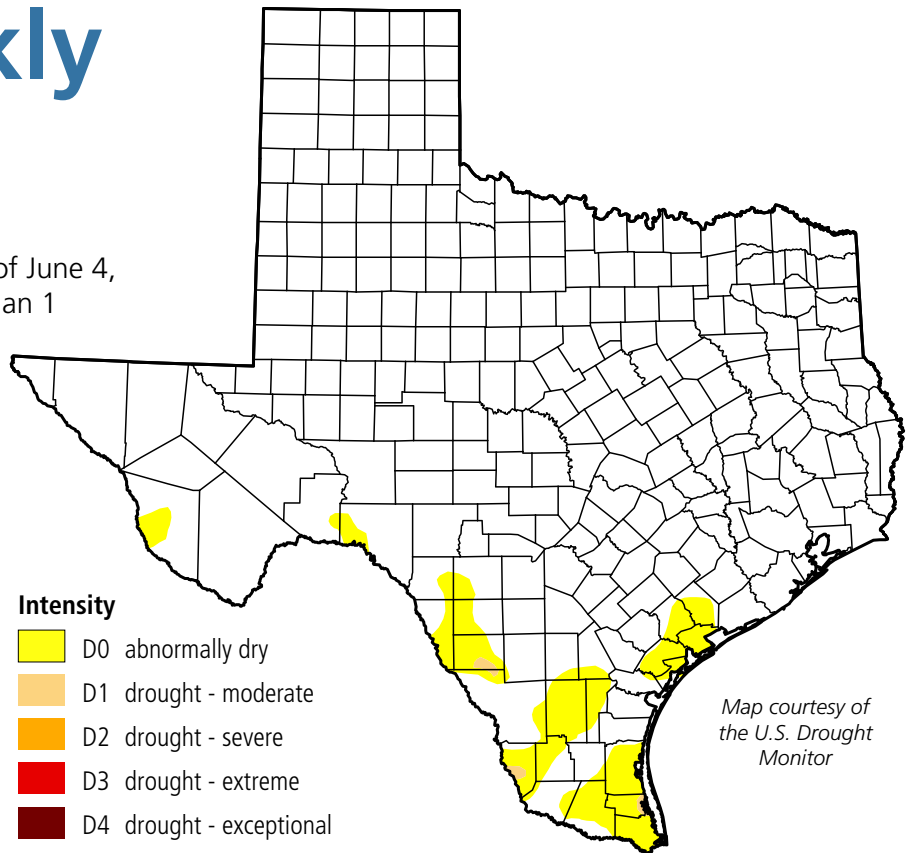 kly
of June 4,
an 1
Intensity
D0 abnormally dry
D1 drought - moderate
D2 drought - severe
D3 drought - extreme
D4 drought - exceptional
Map courtesy of
the U.S. Drought
Monitor